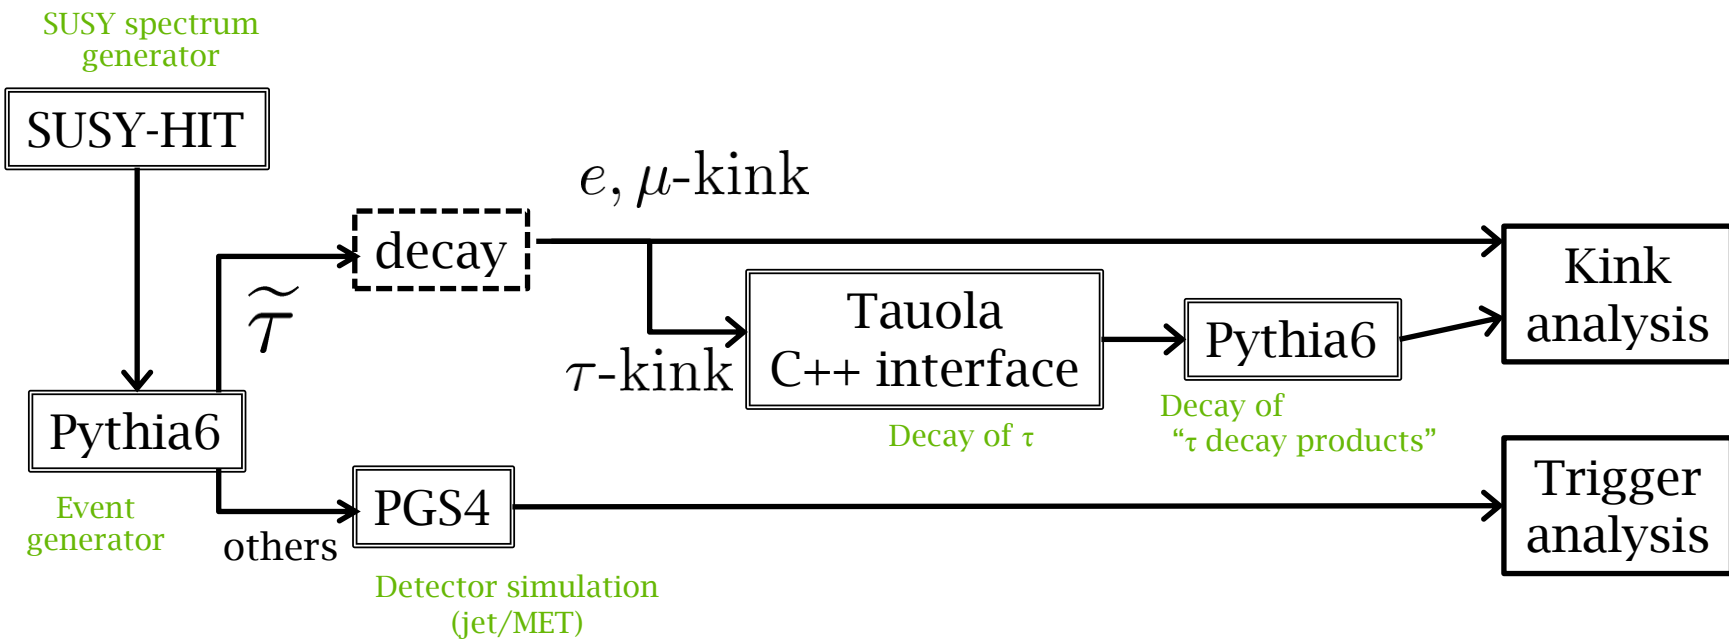 SUSY spectrum
generator
SUSY-HIT
e, μ-kink
decay
τ̃
Kink
analysis
Tauola
C++ interface
Pythia6
τ-kink
Decay of τ
Decay of
“τ decay products”
Pythia6
Event
generator
others
PGS4
Detector simulation
(jet/MET)
Trigger
analysis